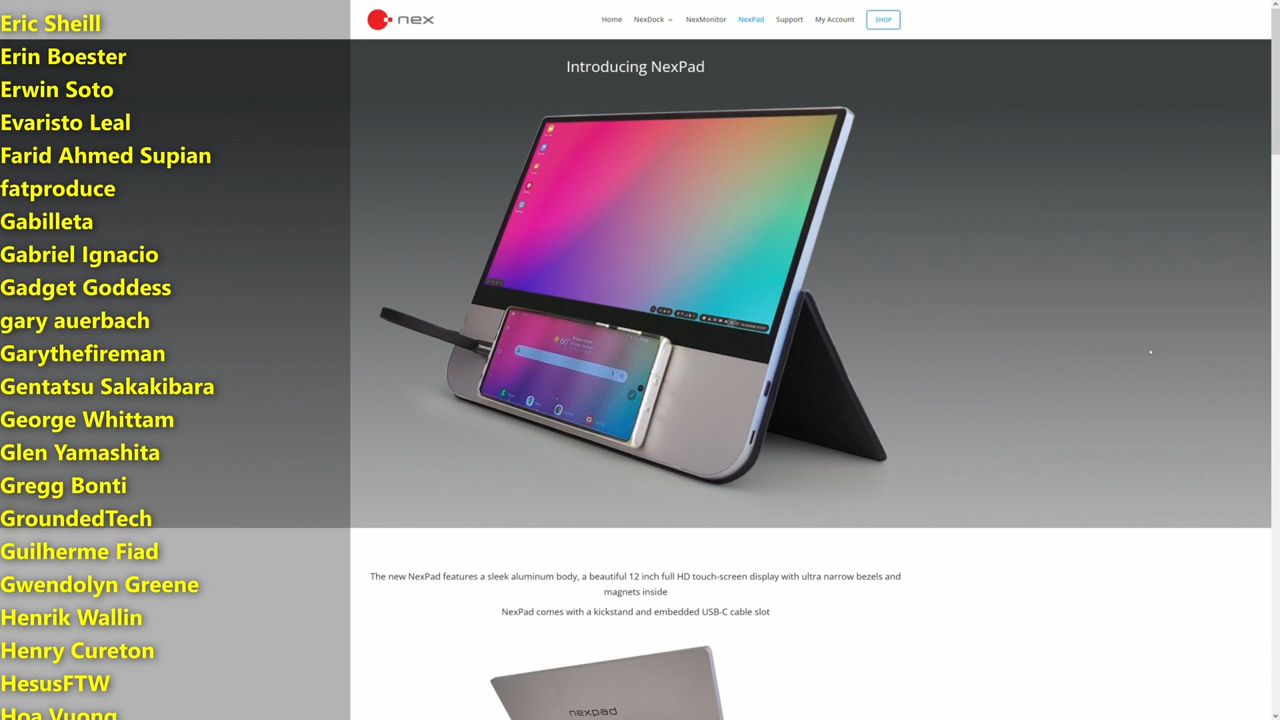 Eric Sheill
Erin Boester
Erwin Soto
Evaristo Leal
Farid Ahmed Supian
fatproduce
Gabilleta
Gabriel Ignacio
Gadget Goddess
gary auerbach
Garythefireman
Gentatsu Sakakibara
George Whittam
Glen Yamashita
Gregg Bonti
GroundedTech
Guilherme Fiad
Gwendolyn Greene
Henrik Wallin
Henry Cureton
HesusFTW
Hoa Vuong
nex
Home NexDock NexMonitor NexPad Support My Account SHOP
Introducing NexPad
The new NexPad features a sleek aluminum body, a beautiful 12 inch full HD touch-screen display with ultra narrow bezels and
magnets inside
NexPad comes with a kickstand and embedded USB-C cable slot
nexpad